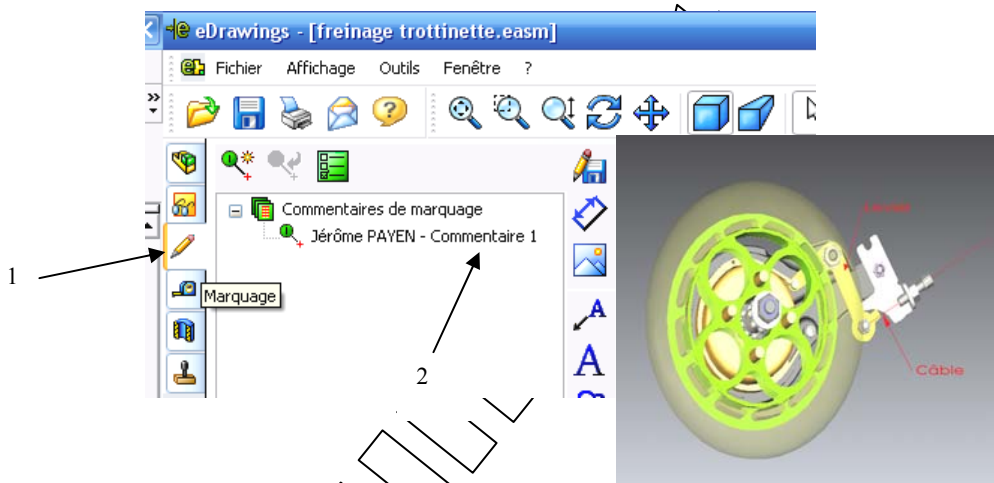 eDrawings - [freinage trottinette.easm]
Fichier Affichage Outils Fenêtre ?
Commentaires de marquage
Jérôme PAYEN - Commentaire 1
1
Marquage
2
Câble